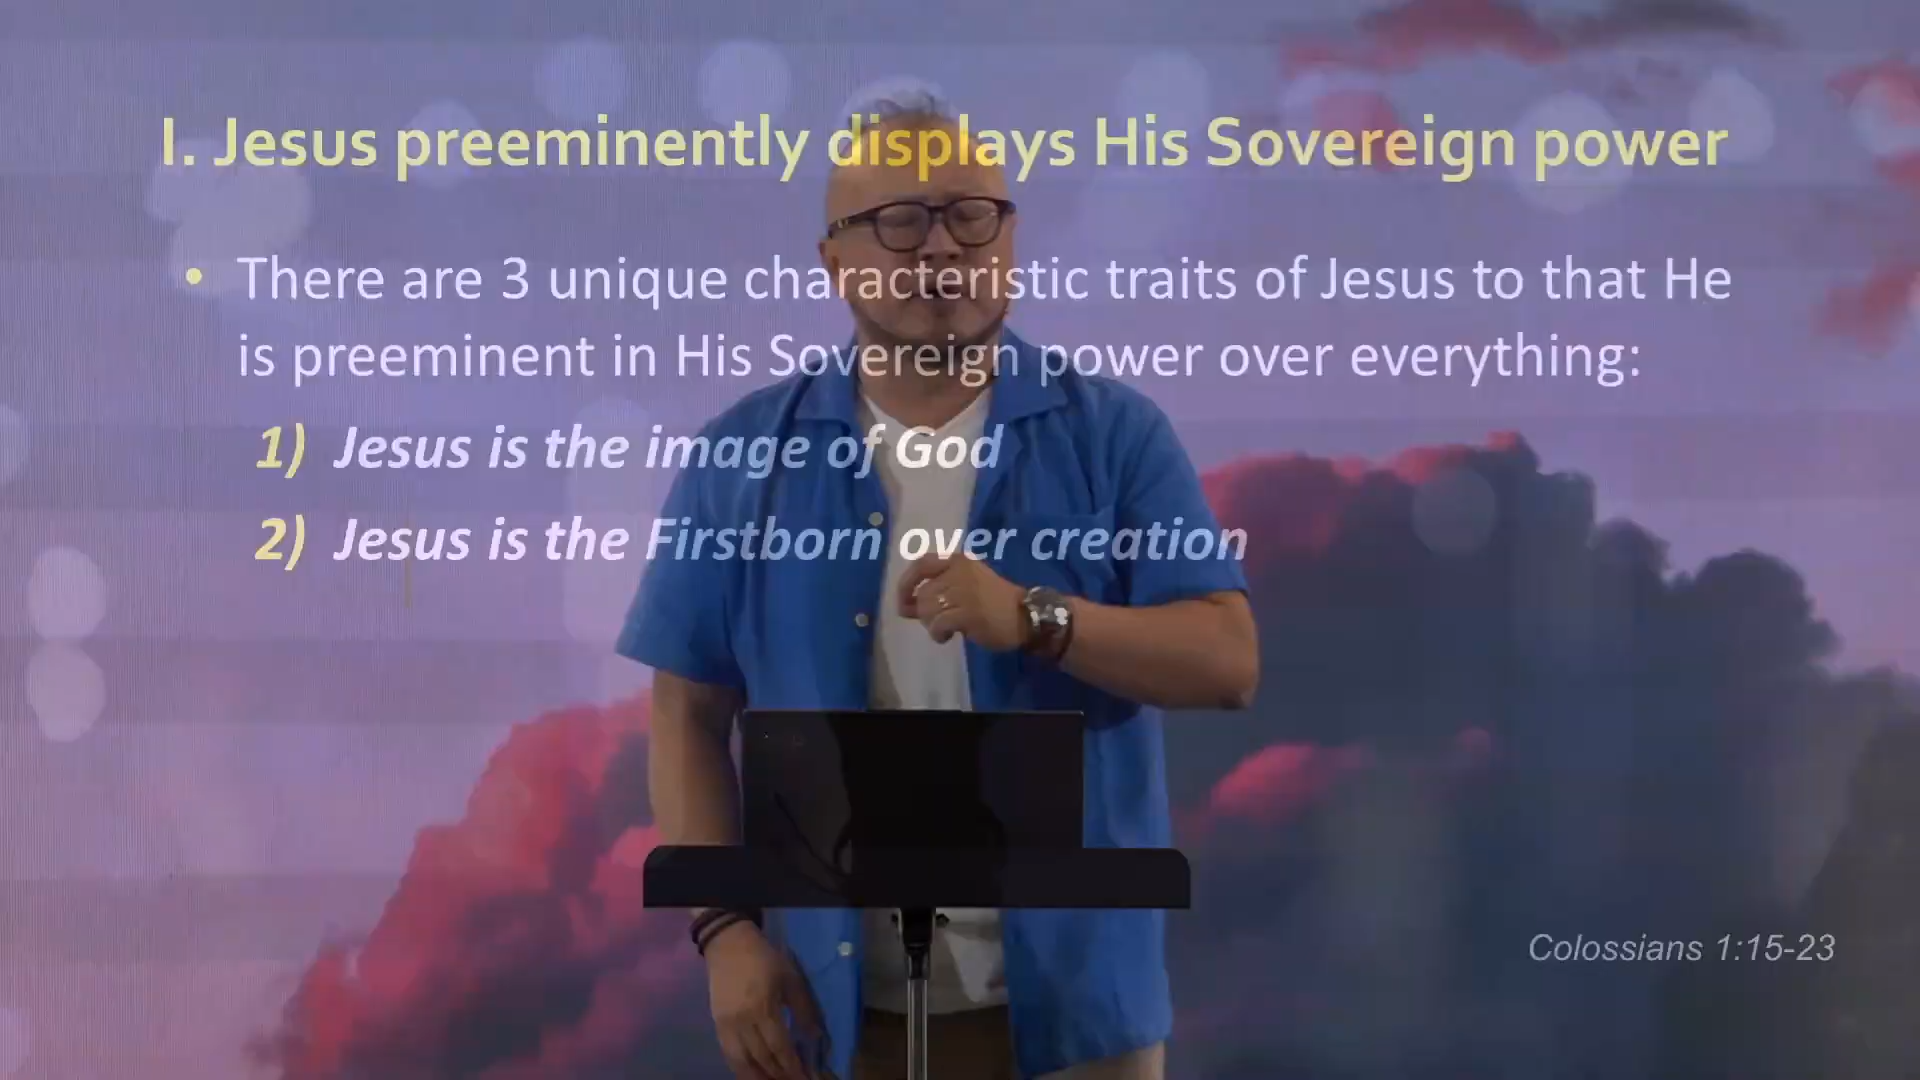 I. Jesus preeminently displays His Sovereign power
• There are 3 unique characteristic traits of Jesus to that He
is preeminent in His Sovereign power over everything:
1) Jesus is the image of God
2) Jesus is the Firstborn over creation
Colossians 1:15-23